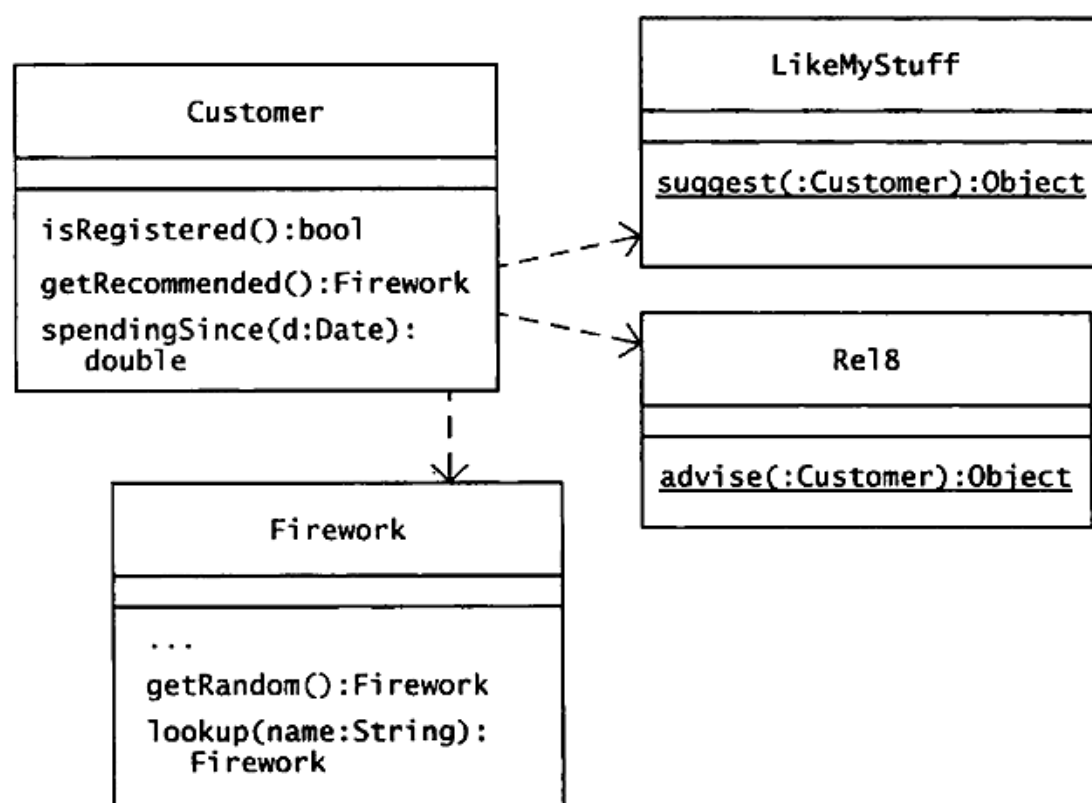 Customer
isRegistered():bool
getRecommended():Firework
spendingSince(d:Date):
double
LikeMyStuff
suggest(:Customer):Object
Rel8
advise(:Customer):Object
Firework
...
getRandom():Firework
lookup(name:String):
Firework